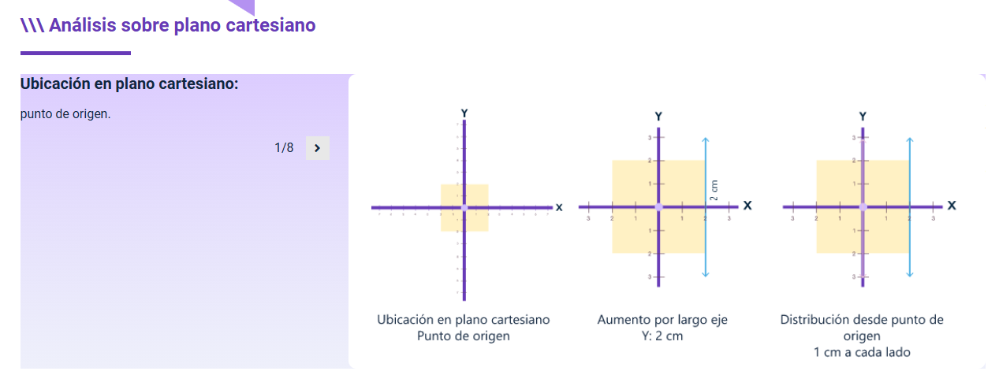 \\\ Análisis sobre plano cartesiano
Ubicación en plano cartesiano:
punto de origen.
1/8
Y
X
Ubicación en plano cartesiano
Punto de origen
Y
3
2
1
3 2 1 1 2 3
X
1
2
3
2 cm
Aumento por largo eje
Y: 2 cm
Y
3
2
1
3 2 1 1 2 3
X
1
2
3
Distribución desde punto de
origen
1 cm a cada lado